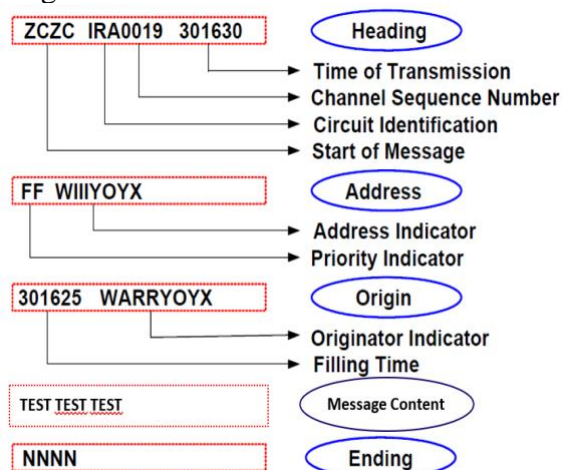 ZCZC IRA0019 301630 Heading
Time of Transmission
Channel Sequence Number
Circuit Identification
Start of Message
FF WIIIYOYX Address
Address Indicator
Priority Indicator
301625 WARRYOYX Origin
Originator Indicator
Filling Time
TEST TEST TEST Message Content
NNNN Ending